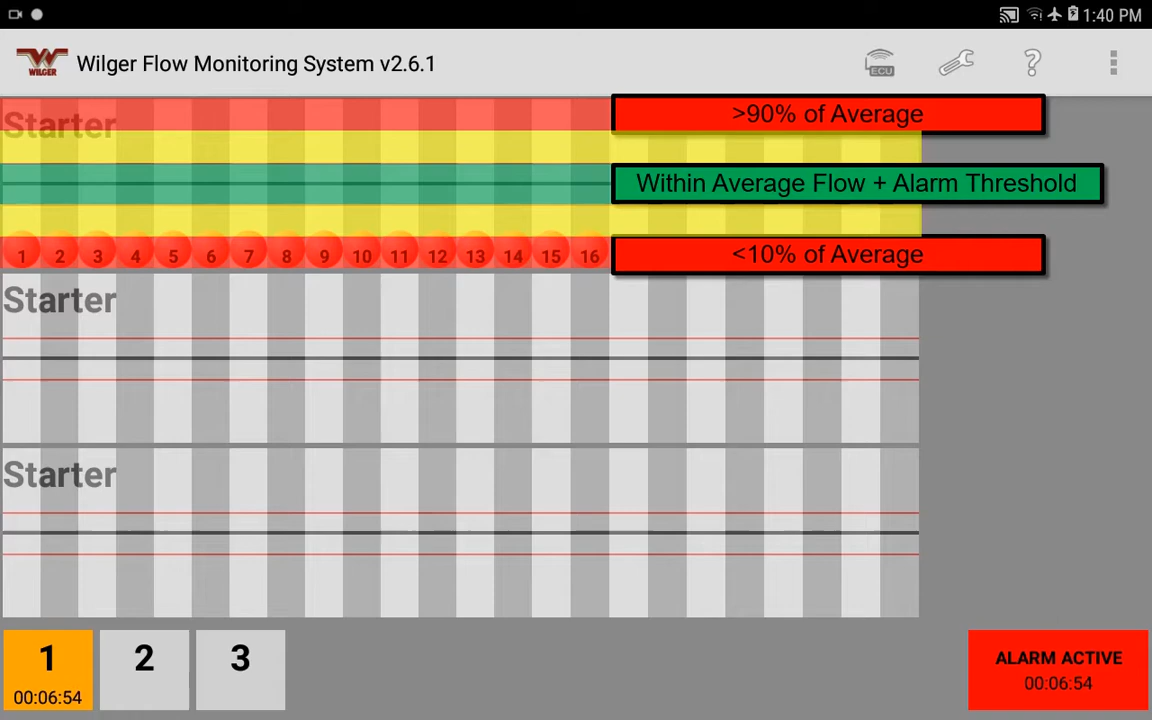 1:40 PM
WILGER
Wilger Flow Monitoring System v2.6.1
ECU
?
Starter
>90% of Average
Within Average Flow + Alarm Threshold
1 2 3 4 5 6 7 8 9 10 11 12 13 14 15 16
<10% of Average
Starter
Starter
1
00:06:54
2
3
ALARM ACTIVE
00:06:54